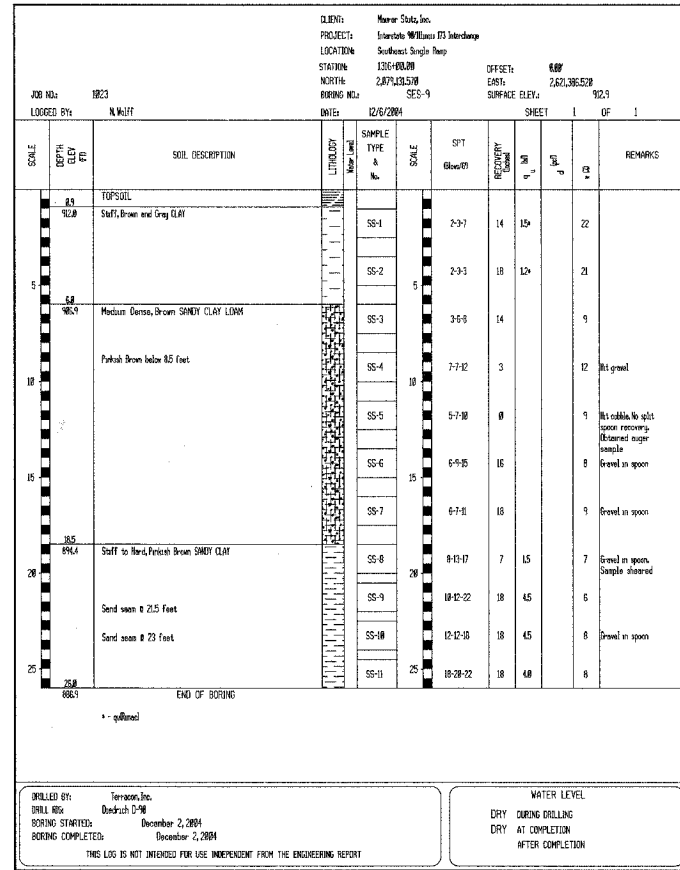 CLIENT: Maurer Stutz, Inc.
PROJECT: Interstate 90/Illinois 173 Interchange
LOCATION: Southeast Single Ramp
STATION: 1316+00.00 OFFSET: 0.00'
NORTH: 2,079,131.570 EAST: 2,621,386.520
JOB NO.: 1023 BORING NO.: SES-9 SURFACE ELEV.: 912.9
LOGGED BY: N. Wolff DATE: 12/6/2004 SHEET 1 OF 1
SCALE DEPTH ELEV (FT) SOIL DESCRIPTION LITHOLOGY Water Level SAMPLE TYPE & No. SCALE SPT (Blows/6") RECOVERY (inches) q u (tsf) d (pcf) w (%) REMARKS
TOPSOIL
0.9
912.0 Stiff, Brown and Gray CLAY
SS-1 2-3-7 14 1.5* 22
SS-2 2-3-3 18 1.2* 21
5 5
6.0
906.9 Medium Dense, Brown SANDY CLAY LOAM
SS-3 3-6-8 14 9
Pinkish Brown below 8.5 feet
SS-4 7-7-12 3 12 Hit gravel
10 10
SS-5 5-7-10 0 9 Hit cobble. No split
spoon recovery.
Obtained auger
sample
SS-6 6-9-15 16 8 Gravel in spoon
15 15
SS-7 6-7-11 18 9 Gravel in spoon
18.5
894.4 Stiff to Hard, Pinkish Brown SANDY CLAY
SS-8 8-13-17 7 1.5 7 Gravel in spoon.
Sample sheared
20 20
SS-9 10-12-22 18 4.5 6
Sand seam @ 21.5 feet
Sand seam @ 23 feet
SS-10 12-12-18 18 4.5 8 Gravel in spoon
25 25
SS-11 18-20-22 18 4.0 8
26.0
886.9 END OF BORING
* - qu(Rimac)
DRILLED BY: Terracon, Inc.
DRILL RIG: Diedrich D-90
BORING STARTED: December 2, 2004
BORING COMPLETED: December 2, 2004
THIS LOG IS NOT INTENDED FOR USE INDEPENDENT FROM THE ENGINEERING REPORT
WATER LEVEL
DRY DURING DRILLING
DRY AT COMPLETION
AFTER COMPLETION